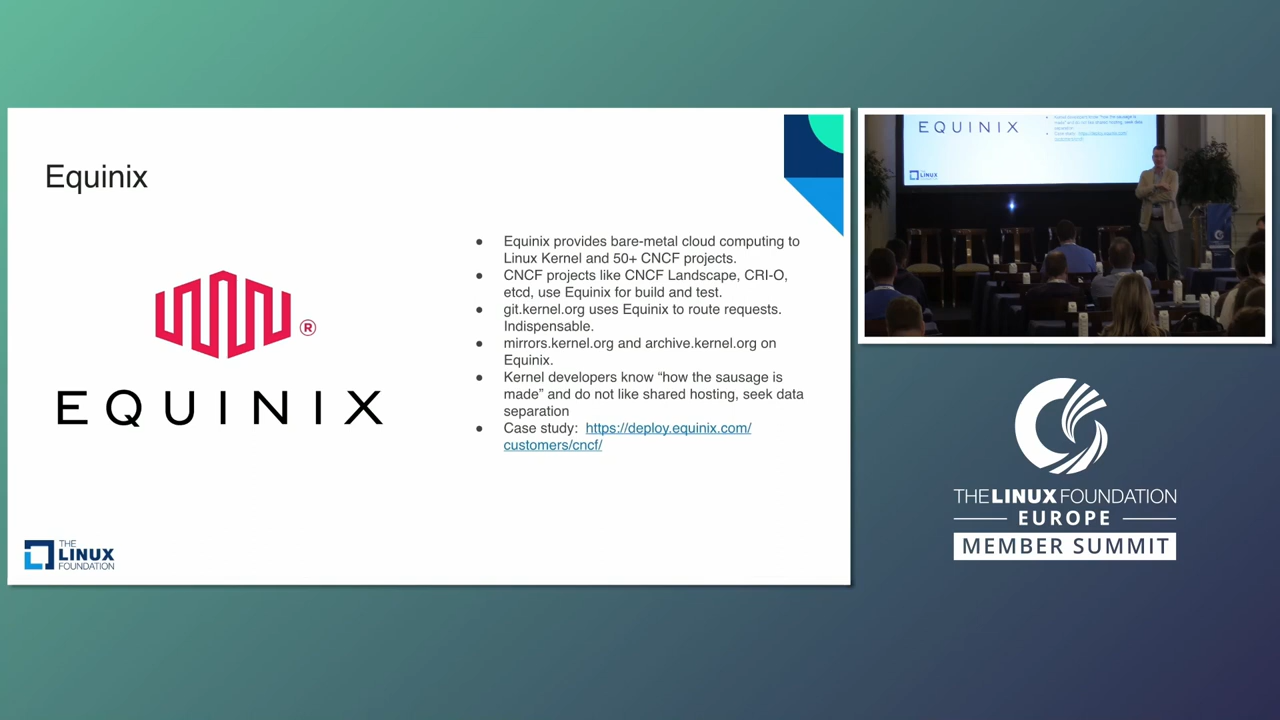 Equinix
®
EQUINIX
● Equinix provides bare-metal cloud computing to
Linux Kernel and 50+ CNCF projects.
● CNCF projects like CNCF Landscape, CRI-O,
etcd, use Equinix for build and test.
● git.kernel.org uses Equinix to route requests.
Indispensable.
● mirrors.kernel.org and archive.kernel.org on
Equinix.
● Kernel developers know “how the sausage is
made” and do not like shared hosting, seek data
separation
● Case study: https://deploy.equinix.com/
customers/cncf/
THE
LINUX
FOUNDATION
EQUINIX
LINUX
THE LINUX FOUNDATION
EUROPE
MEMBER SUMMIT